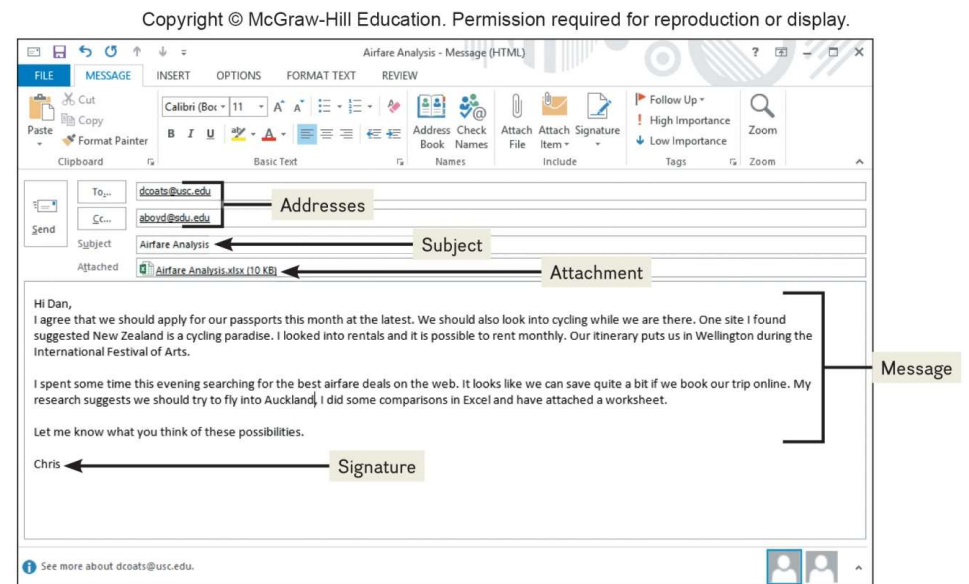 Copyright © McGraw-Hill Education. Permission required for reproduction or display.
Airfare Analysis - Message (HTML)
FILE MESSAGE INSERT OPTIONS FORMAT TEXT REVIEW
Paste
Cut
Copy
Format Painter
Clipboard
Calibri (Boc 11 A A
B I U A
Basic Text
Address Book
Check Names
Names
Attach File
Attach Item
Signature
Include
Follow Up
High Importance
Low Importance
Tags
Zoom
Zoom
Send
To... dcoats@usc.edu
Addresses
Cc... aboyd@sdu.edu
Subject Airfare Analysis
Subject
Attached Airfare Analysis.xlsx (10 KB)
Attachment
Hi Dan,
I agree that we should apply for our passports this month at the latest. We should also look into cycling while we are there. One site I found
suggested New Zealand is a cycling paradise. I looked into rentals and it is possible to rent monthly. Our itinerary puts us in Wellington during the
International Festival of Arts.
I spent some time this evening searching for the best airfare deals on the web. It looks like we can save quite a bit if we book our trip online. My
research suggests we should try to fly into Auckland, I did some comparisons in Excel and have attached a worksheet.
Let me know what you think of these possibilities.
Chris
Message
Signature
See more about dcoats@usc.edu.